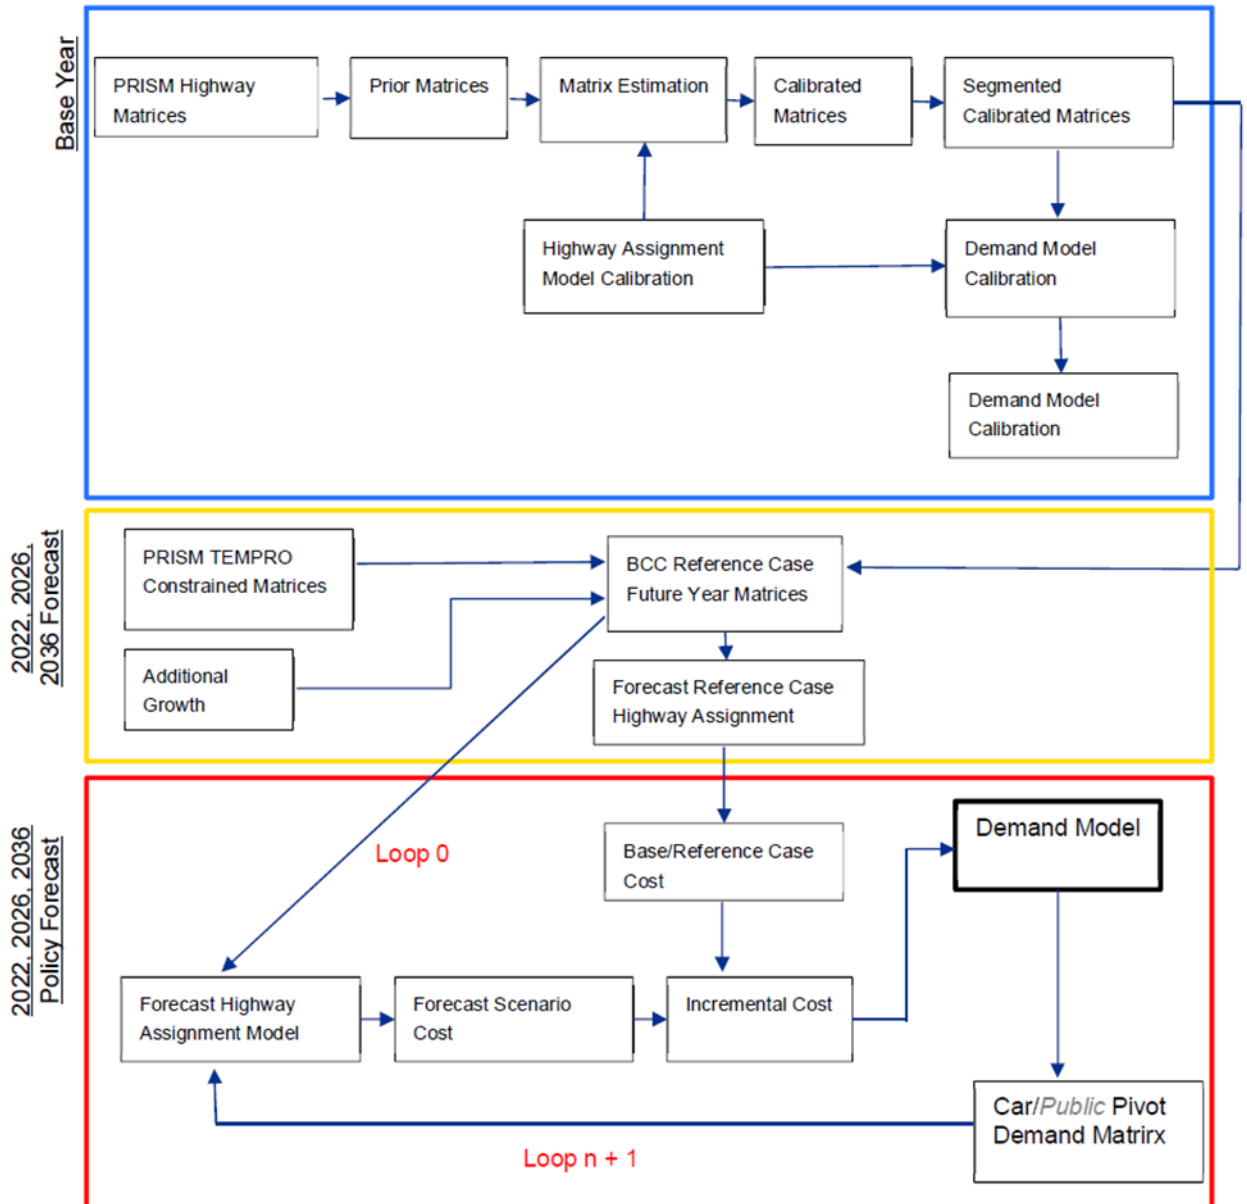 Base Year
PRISM Highway
Matrices
Prior Matrices
Matrix Estimation
Calibrated
Matrices
Segmented
Calibrated Matrices
Highway Assignment
Model Calibration
Demand Model
Calibration
Demand Model
Calibration
2022, 2026,
2036 Forecast
PRISM TEMPRO
Constrained Matrices
BCC Reference Case
Future Year Matrices
Additional
Growth
Forecast Reference Case
Highway Assignment
2022, 2026, 2036
Policy Forecast
Loop 0
Base/Reference Case
Cost
Demand Model
Forecast Highway
Assignment Model
Forecast Scenario
Cost
Incremental Cost
Car/Public Pivot
Demand Matrirx
Loop n + 1